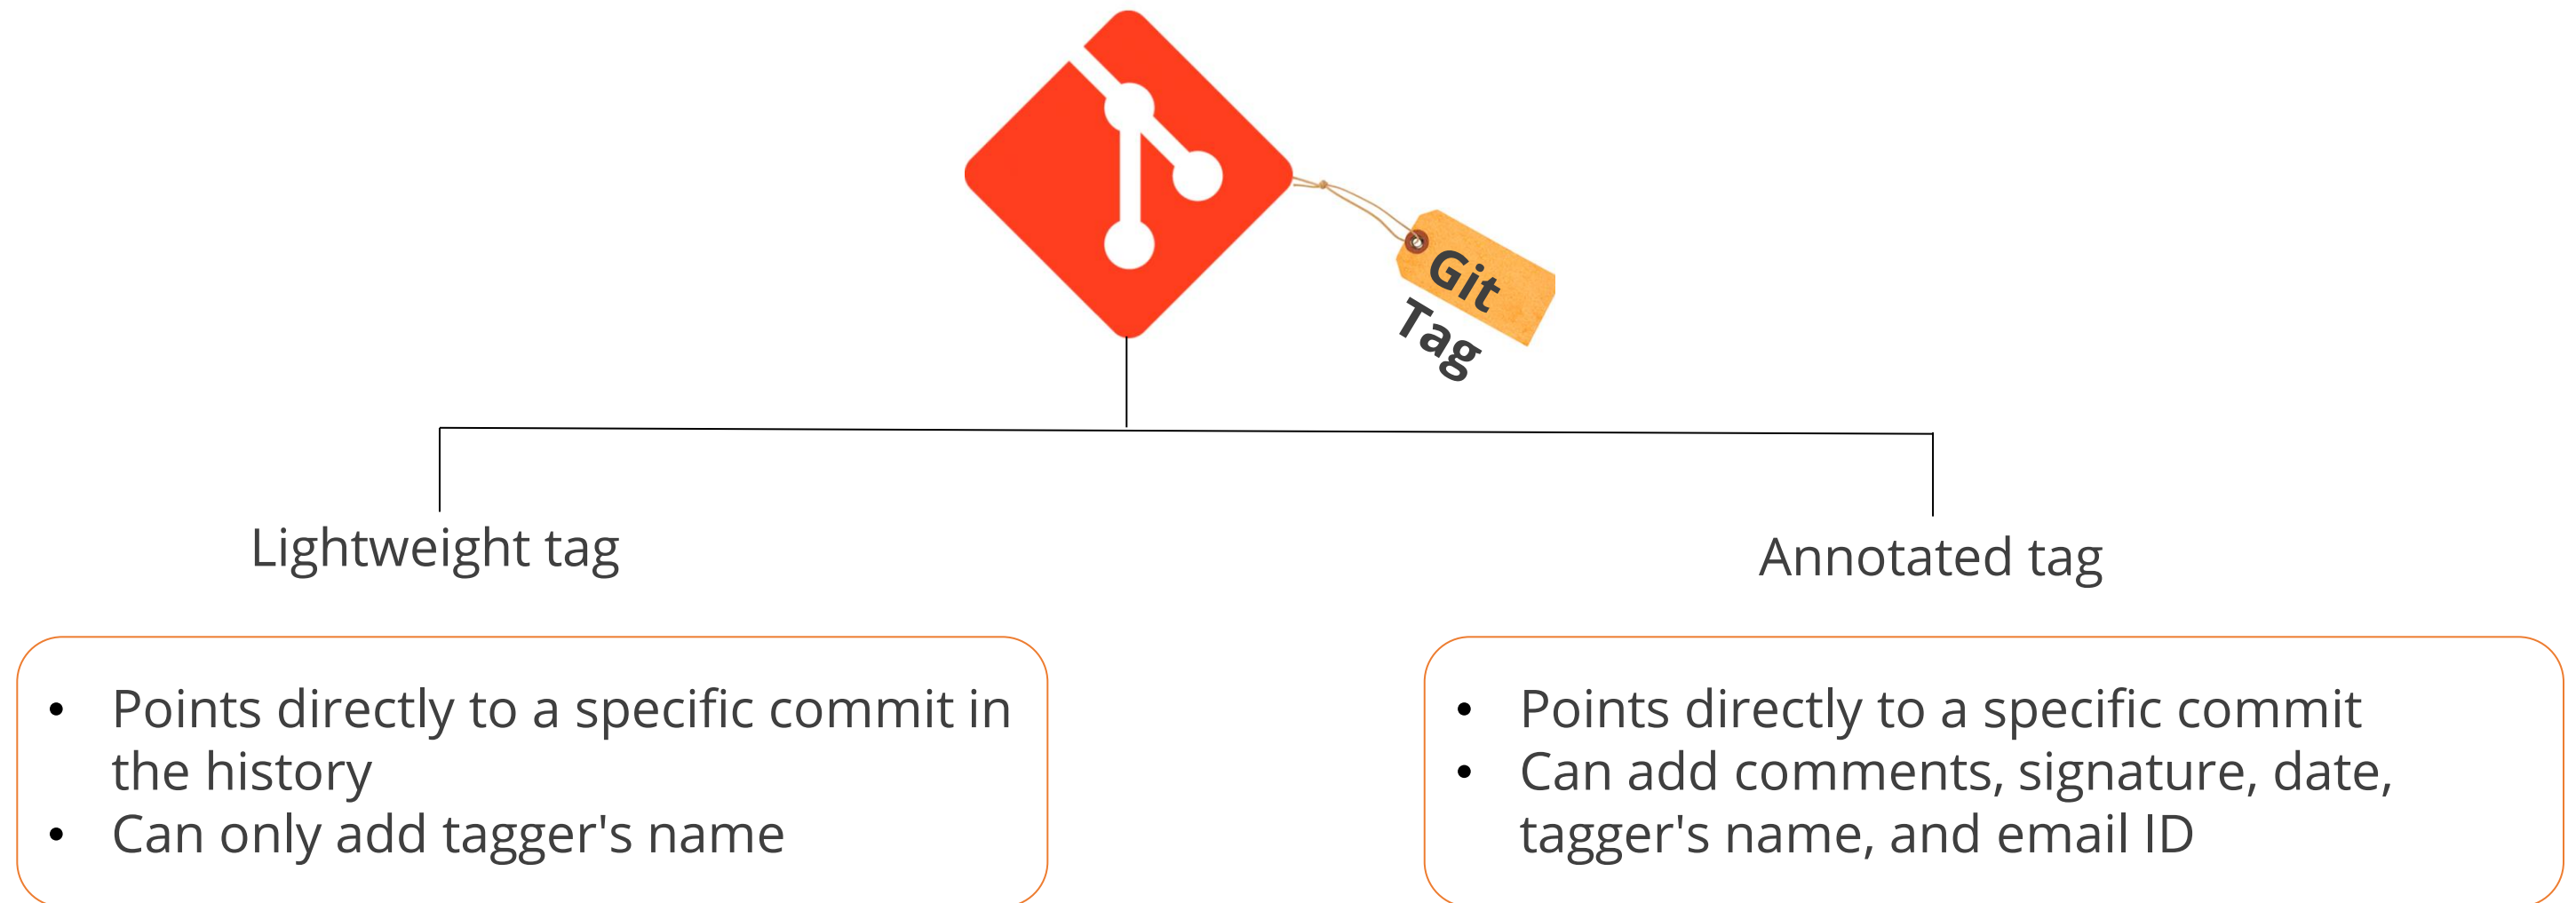 Git
Tag
Lightweight tag
Annotated tag
• Points directly to a specific commit in
the history
• Can only add tagger's name
• Points directly to a specific commit
• Can add comments, signature, date,
tagger's name, and email ID